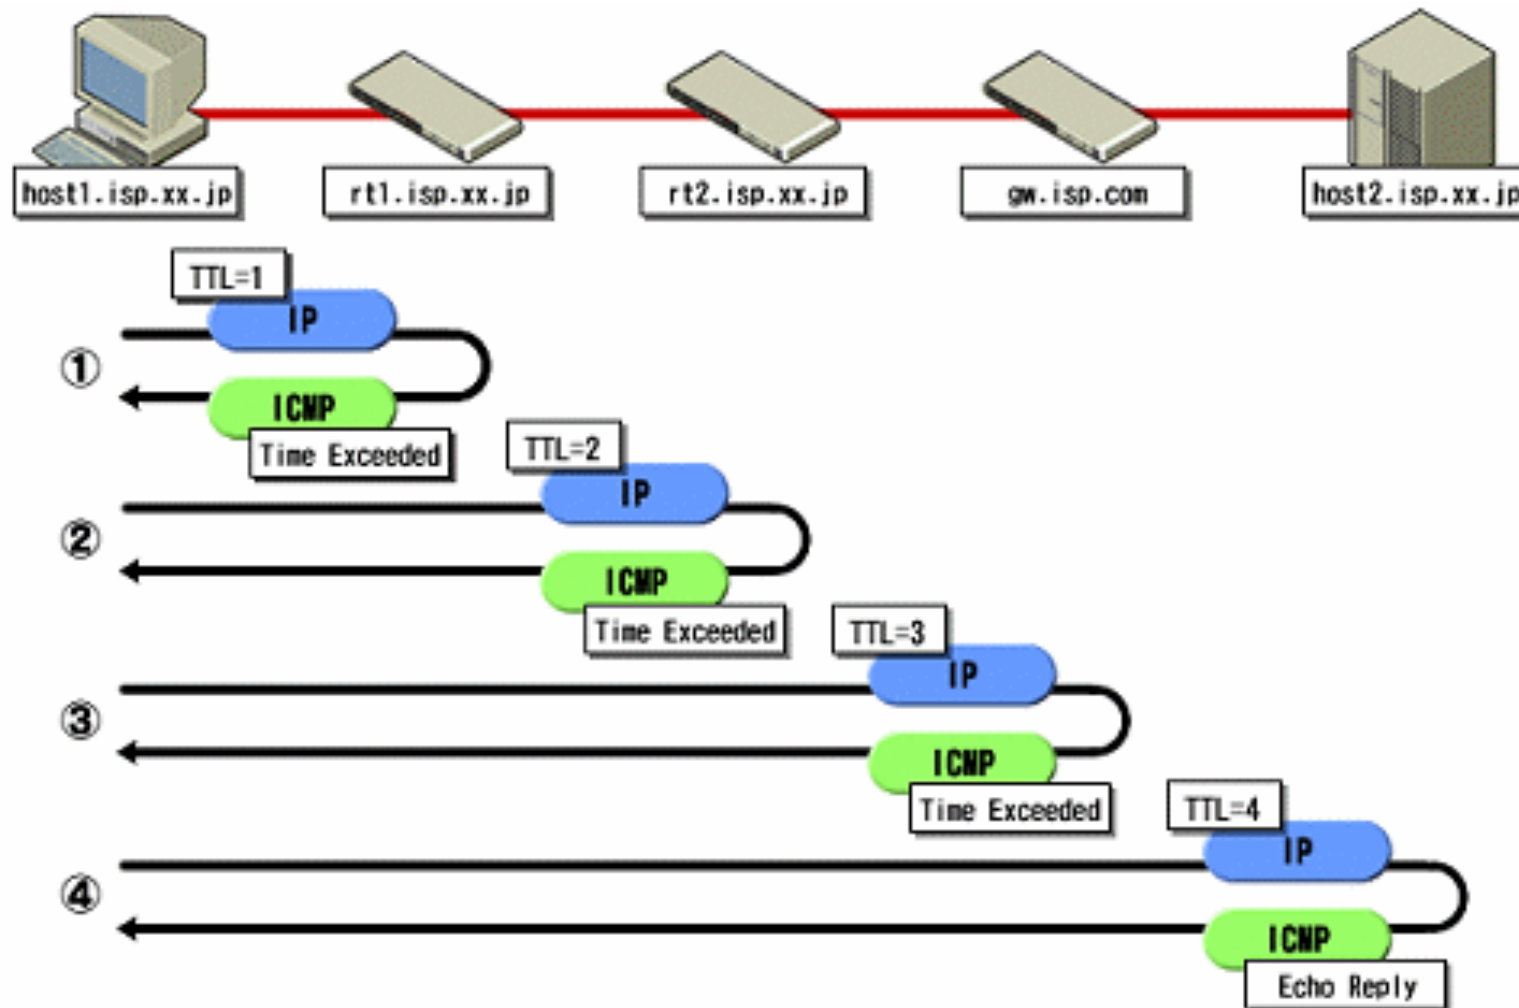 host1.isp.xx.jp
rt1.isp.xx.jp
rt2.isp.xx.jp
gw.isp.com
host2.isp.xx.jp
TTL=1
IP
①
ICMP
Time Exceeded
TTL=2
IP
②
ICMP
Time Exceeded
TTL=3
IP
③
ICMP
Time Exceeded
TTL=4
IP
④
ICMP
Echo Reply